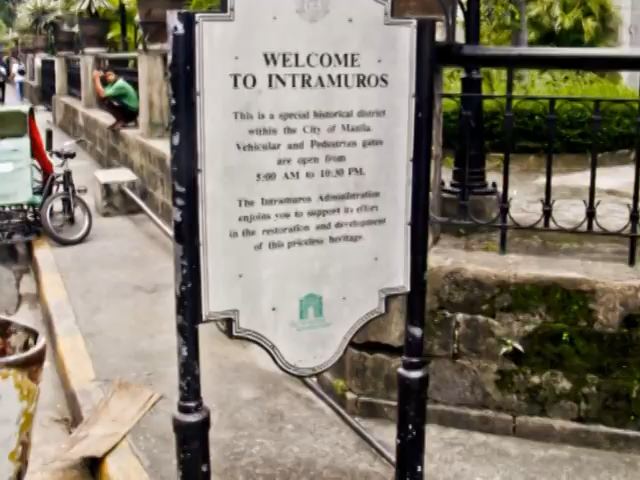 WELCOME
TO INTRAMUROS
This is a special historical district
within the City of Manila.
Vehicular and Pedestrian gates
are open from
5:00 AM to 10:30 PM.
The Intramuros Administration
enjoins you to support its effort
in the restoration and development
of this priceless heritage.